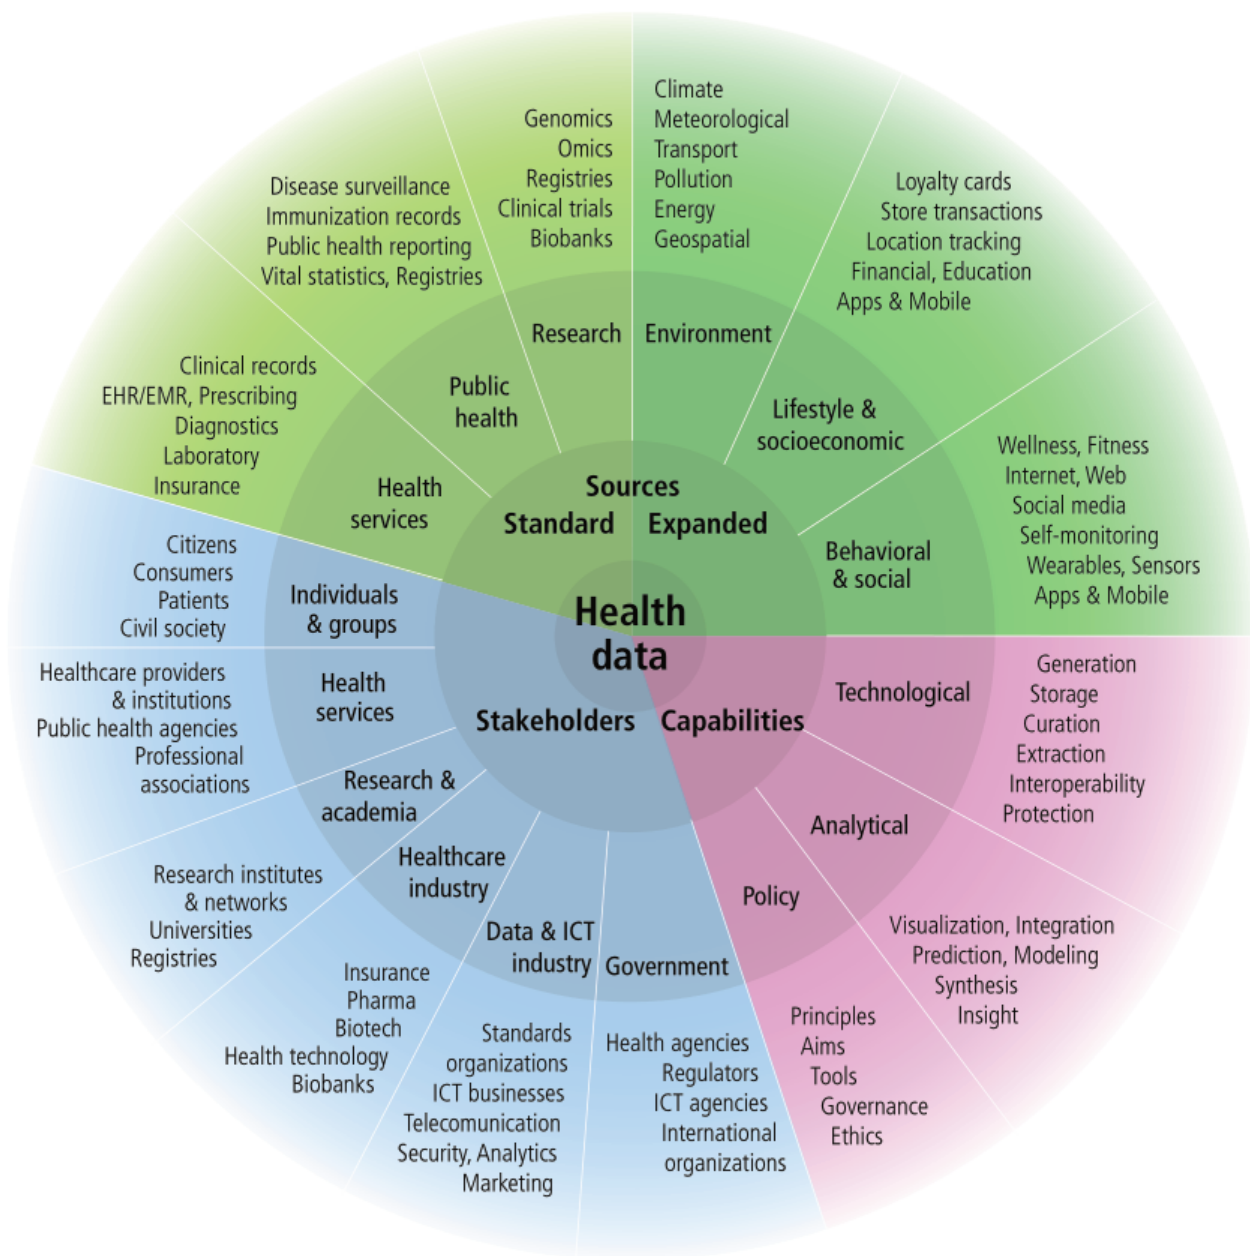 Health
data
Sources
Standard
Expanded
Stakeholders
Capabilities
Research
Genomics
Omics
Registries
Clinical trials
Biobanks
Public
health
Disease surveillance
Immunization records
Public health reporting
Vital statistics, Registries
Health
services
Clinical records
EHR/EMR, Prescribing
Diagnostics
Laboratory
Insurance
Environment
Climate
Meteorological
Transport
Pollution
Energy
Geospatial
Lifestyle &
socioeconomic
Loyalty cards
Store transactions
Location tracking
Financial, Education
Apps & Mobile
Behavioral
& social
Wellness, Fitness
Internet, Web
Social media
Self-monitoring
Wearables, Sensors
Apps & Mobile
Technological
Generation
Storage
Curation
Extraction
Interoperability
Protection
Analytical
Visualization, Integration
Prediction, Modeling
Synthesis
Insight
Policy
Principles
Aims
Tools
Governance
Ethics
Government
Health agencies
Regulators
ICT agencies
International
organizations
Data & ICT
industry
Standards
organizations
ICT businesses
Telecomunication
Security, Analytics
Marketing
Healthcare
industry
Insurance
Pharma
Biotech
Health technology
Biobanks
Research &
academia
Research institutes
& networks
Universities
Registries
Health
services
Healthcare providers
& institutions
Public health agencies
Professional
associations
Individuals
& groups
Citizens
Consumers
Patients
Civil society